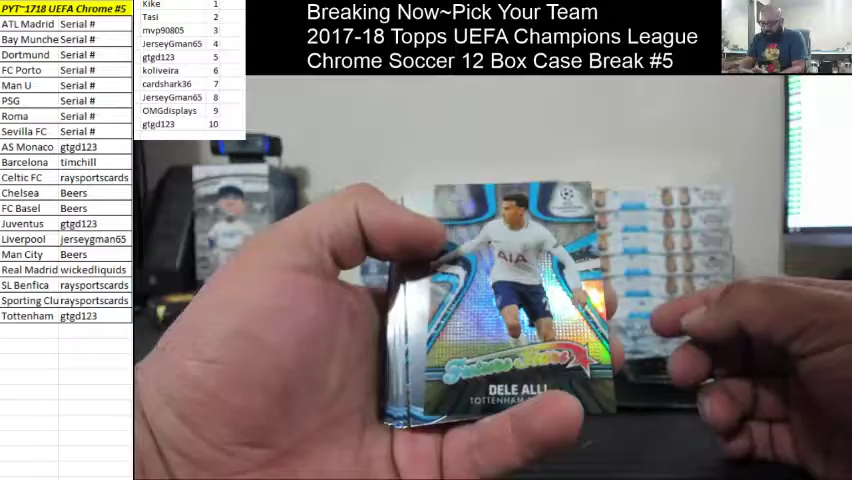 PYT~1718 UEFA Chrome #5
ATL Madrid Serial #
Bay Munche Serial #
Dortmund Serial #
FC Porto Serial #
Man U Serial #
PSG Serial #
Roma Serial #
Sevilla FC Serial #
AS Monaco gtgd123
Barcelona timchill
Celtic FC raysportscards
Chelsea Beers
FC Basel Beers
Juventus gtgd123
Liverpool jerseygman65
Man City Beers
Real Madrid wickedliquids
SL Benfica raysportscards
Sporting Clu raysportscards
Tottenham gtgd123
Kike 1
Tasi 2
mvp90805 3
JerseyGman65 4
gtgd123 5
koliveira 6
cardshark36 7
JerseyGman65 8
OMGdisplays 9
gtgd123 10
Breaking Now~Pick Your Team
2017-18 Topps UEFA Champions League
Chrome Soccer 12 Box Case Break #5
AIA
Future Stars
DELE ALLI
TOTTENHAM